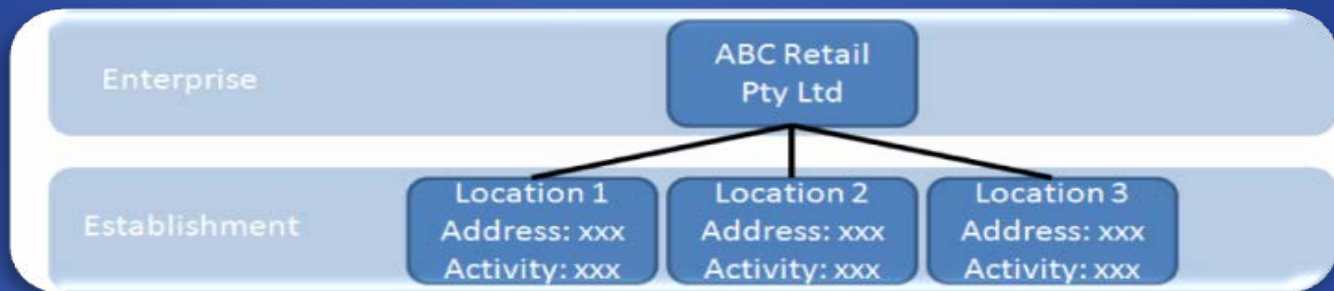 Enterprise
ABC Retail
Pty Ltd
Establishment
Location 1
Address: xxx
Activity: xxx
Location 2
Address: xxx
Activity: xxx
Location 3
Address: xxx
Activity: xxx